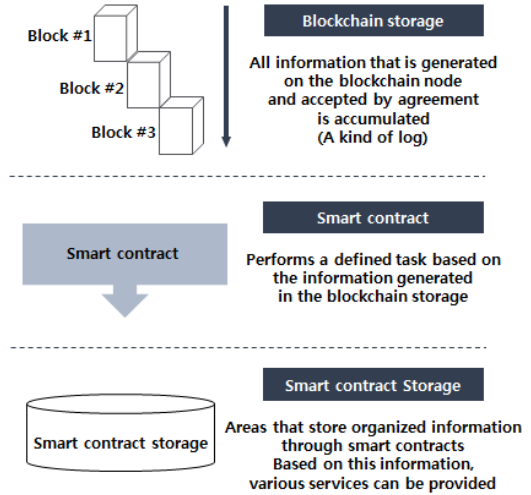 Block #1
Block #2
Block #3
Blockchain storage
All information that is generated
on the blockchain node
and accepted by agreement
is accumulated
(A kind of log)
Smart contract
Smart contract
Performs a defined task based on
the information generated
in the blockchain storage
Smart contract storage
Smart contract Storage
Areas that store organized information
through smart contracts
Based on this information,
various services can be provided